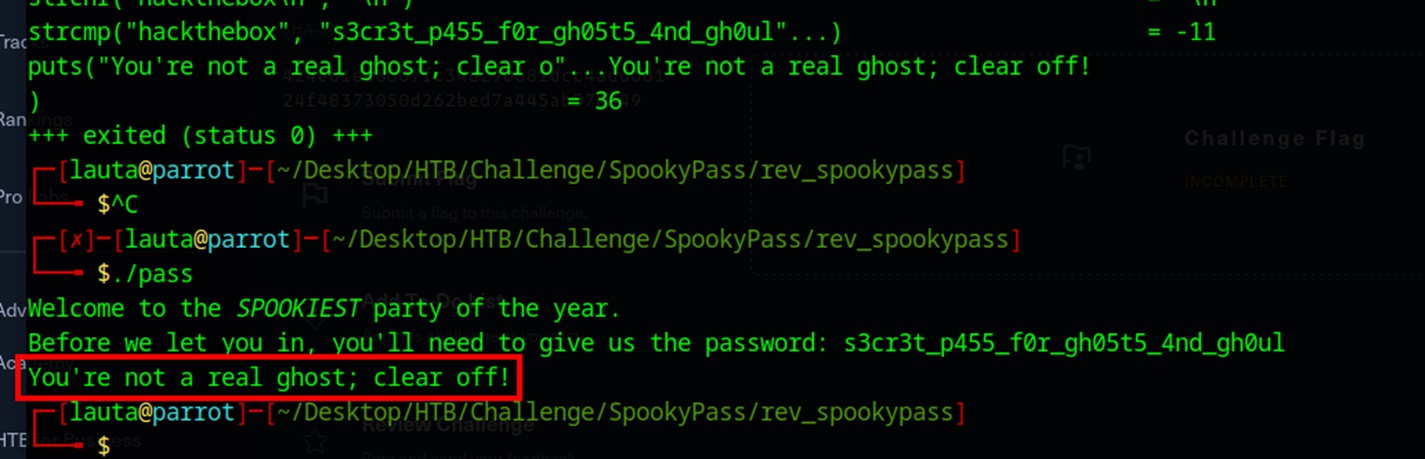 strcmp("hackthebox", "s3cr3t_p455_f0r_gh05t5_4nd_gh0ul"...) = -11
puts("You're not a real ghost; clear o"...You're not a real ghost; clear off!
) = 36
+++ exited (status 0) +++
Challenge Flag
┌─[lauta@parrot]─[~/Desktop/HTB/Challenge/SpookyPass/rev_spookypass]
INCOMPLETE
Submit Flag
└──╼ $^C
Submit a flag to this challenge.
┌─[✗]─[lauta@parrot]─[~/Desktop/HTB/Challenge/SpookyPass/rev_spookypass]
└──╼ $./pass
Welcome to the SPOOKIEST party of the year.
Add To Do List
Before we let you in, you'll need to give us the password: s3cr3t_p455_f0r_gh05t5_4nd_gh0ul
You're not a real ghost; clear off!
┌─[lauta@parrot]─[~/Desktop/HTB/Challenge/SpookyPass/rev_spookypass]
Review Challenge
└──╼ $